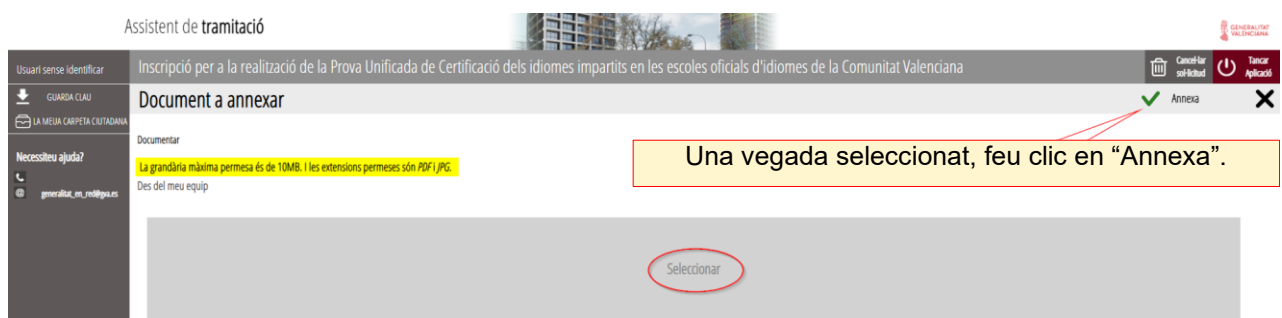 Assistent de tramitació
GENERALITAT
VALENCIANA
Usuari sense identificar
Inscripció per a la realització de la Prova Unificada de Certificació dels idiomes impartits en les escoles oficials d'idiomes de la Comunitat Valenciana
Cancel·lar
sol·licitud
Tancar
Aplicació
GUARDA CLAU
LA MEUA CARPETA CIUTADANA
Document a annexar
Annexa
Necessiteu ajuda?
generalitat_en_red@gva.es
Documentar
La grandària màxima permesa és de 10MB. I les extensions permeses són PDF i JPG.
Des del meu equip
Una vegada seleccionat, feu clic en “Annexa”.
Seleccionar